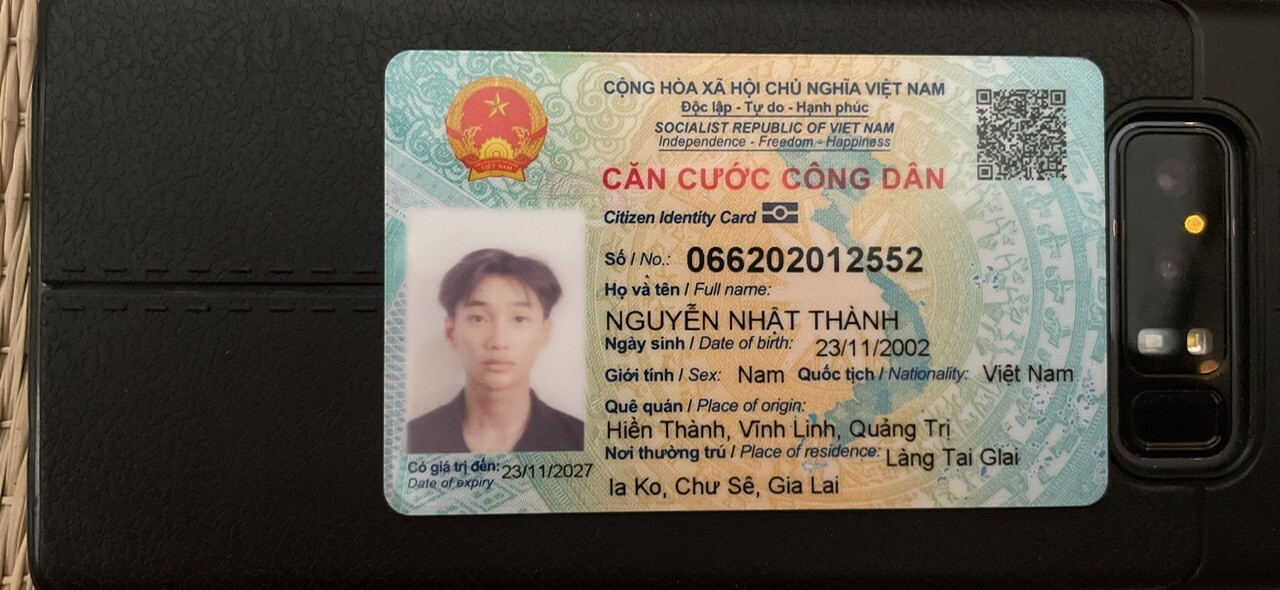 CỘNG HÒA XÃ HỘI CHỦ NGHĨA VIỆT NAM
Độc lập - Tự do - Hạnh phúc
SOCIALIST REPUBLIC OF VIET NAM
Independence - Freedom - Happiness
CĂN CƯỚC CÔNG DÂN
Citizen Identity Card
Số / No.: 066202012552
Họ và tên / Full name:
NGUYỄN NHẬT THÀNH
Ngày sinh / Date of birth: 23/11/2002
Giới tính / Sex: Nam Quốc tịch / Nationality: Việt Nam
Quê quán / Place of origin:
Hiền Thành, Vĩnh Linh, Quảng Trị
Nơi thường trú / Place of residence: Làng Tai Glai
Ia Ko, Chư Sê, Gia Lai
Có giá trị đến: 23/11/2027
Date of expiry
VIỆT NAM